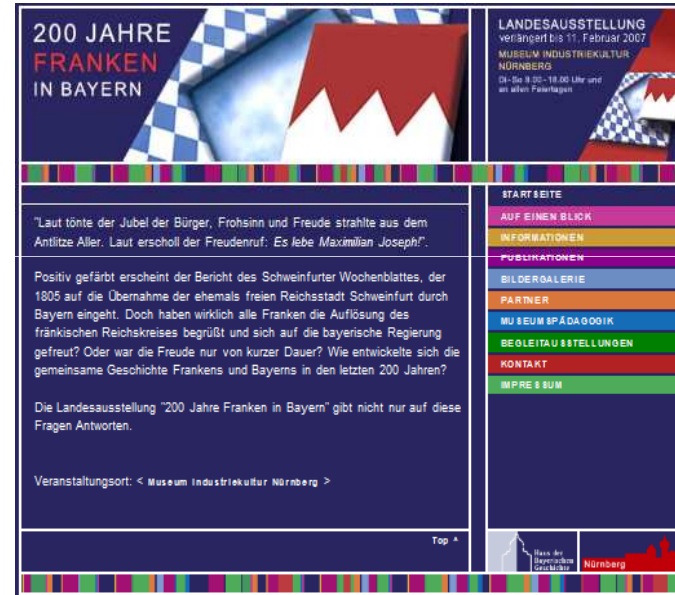 200 JAHRE
FRANKEN
IN BAYERN
LANDESAUSSTELLUNG
verlängert bis 11. Februar 2007
MUSEUM INDUSTRIEKULTUR
NÜRNBERG
Di-So 9.00-18.00 Uhr und
an allen Feiertagen
"Laut tönte der Jubel der Bürger, Frohsinn und Freude strahlte aus dem
Antlitze Aller. Laut erscholl der Freudenruf: Es lebe Maximilian Joseph!".
Positiv gefärbt erscheint der Bericht des Schweinfurter Wochenblattes, der
1805 auf die Übernahme der ehemals freien Reichsstadt Schweinfurt durch
Bayern eingeht. Doch haben wirklich alle Franken die Auflösung des
fränkischen Reichskreises begrüßt und sich auf die bayerische Regierung
gefreut? Oder war die Freude nur von kurzer Dauer? Wie entwickelte sich die
gemeinsame Geschichte Frankens und Bayerns in den letzten 200 Jahren?
Die Landesausstellung "200 Jahre Franken in Bayern" gibt nicht nur auf diese
Fragen Antworten.
Veranstaltungsort: < Museum Industriekultur Nürnberg >
Top ^
STARTSEITE
AUF EINEN BLICK
INFORMATIONEN
PUBLIKATIONEN
BILDERGALERIE
PARTNER
MUSEUMSPÄDAGOGIK
BEGLEITAUSSTELLUNGEN
KONTAKT
IMPRESSUM
Haus der
Bayerischen
Geschichte
Nürnberg